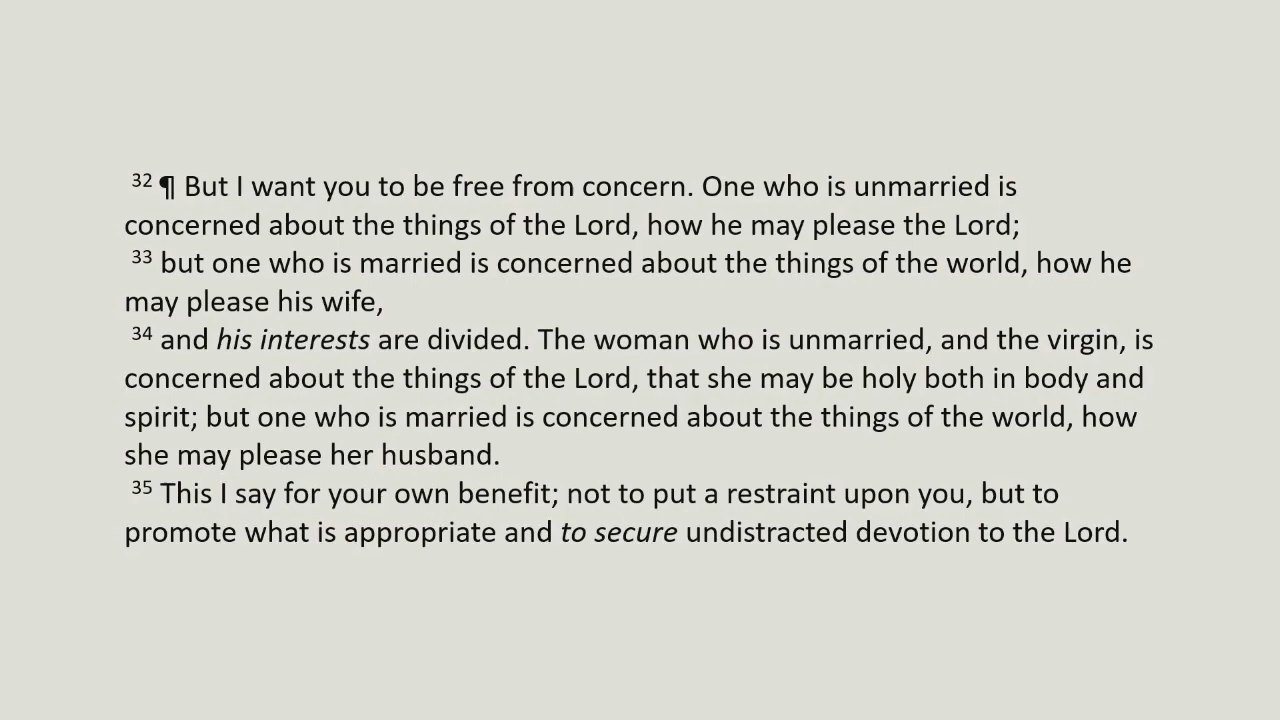 32 ¶ But I want you to be free from concern. One who is unmarried is
concerned about the things of the Lord, how he may please the Lord;
33 but one who is married is concerned about the things of the world, how he
may please his wife,
34 and his interests are divided. The woman who is unmarried, and the virgin, is
concerned about the things of the Lord, that she may be holy both in body and
spirit; but one who is married is concerned about the things of the world, how
she may please her husband.
35 This I say for your own benefit; not to put a restraint upon you, but to
promote what is appropriate and to secure undistracted devotion to the Lord.